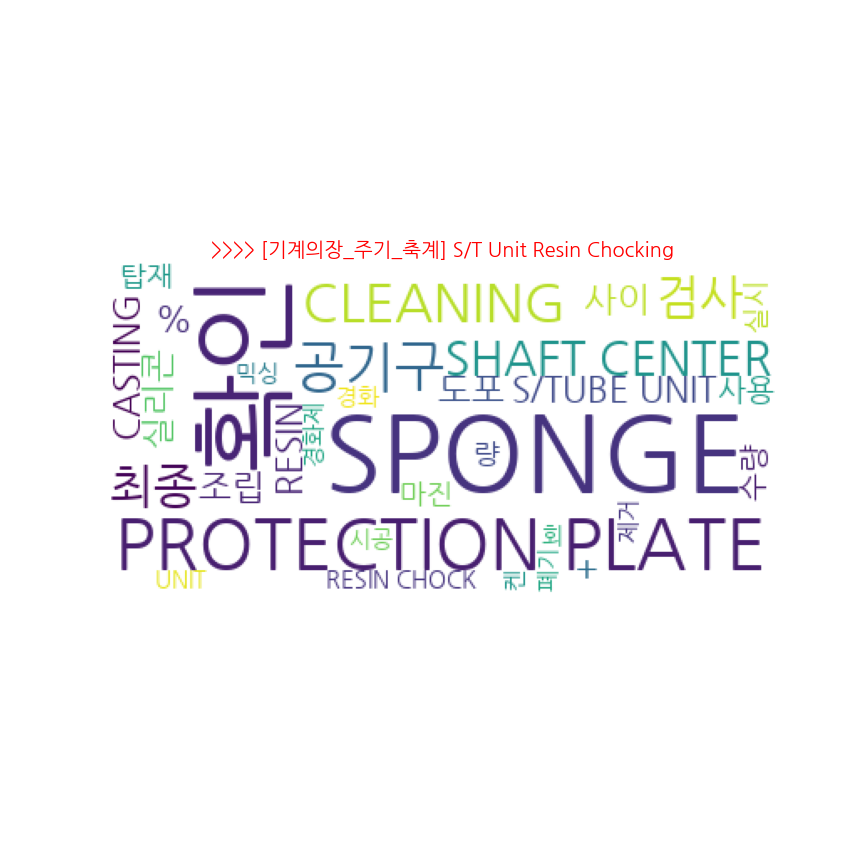 >>>> [기계의장_주기_축계] S/T Unit Resin Chocking
탑재
확인
CLEANING
사이
검사
실시
%
CASTING
실리콘
믹싱
공기구
SHAFT CENTER
경화
도포
S/TUBE UNIT
사용
RESIN
경화제
SPONGE
량
수량
최종
조립
마진
제거
PROTECTION PLATE
시공
회
폐기
UNIT
RESIN CHOCK
켄
+